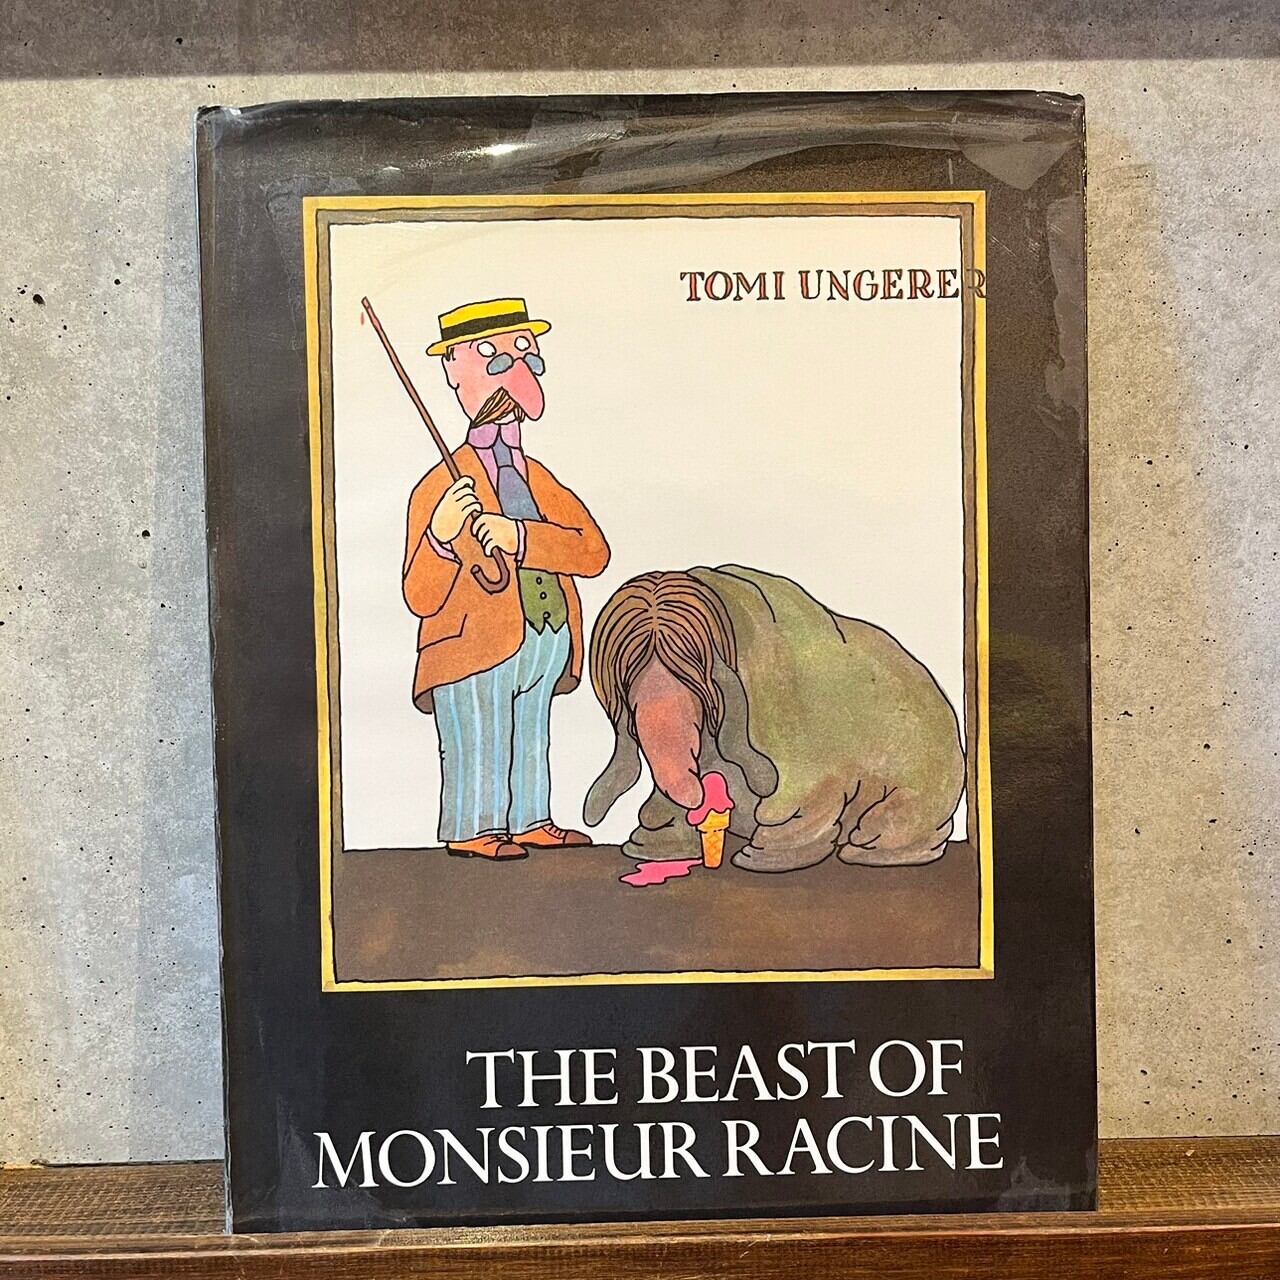 TOMI UNGERER
THE BEAST OF
MONSIEUR RACINE